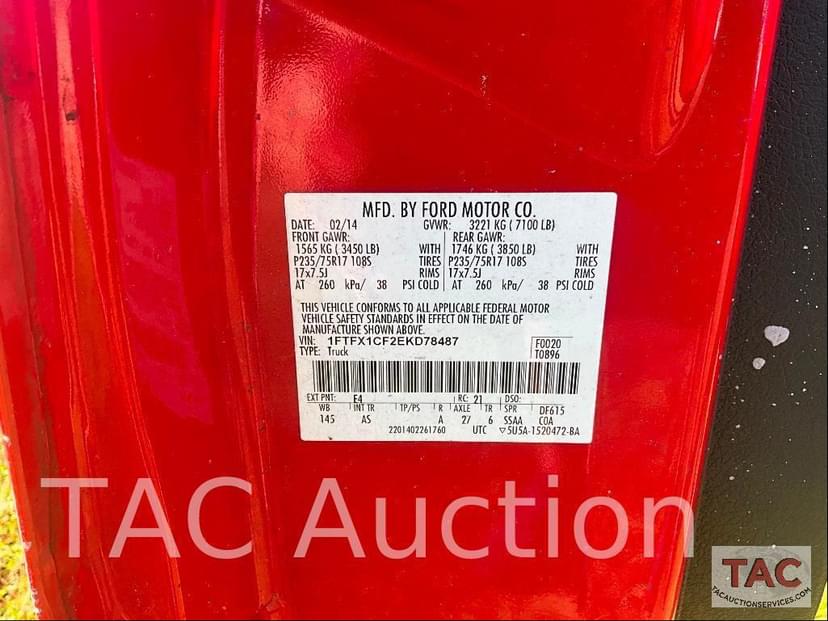 MFD. BY FORD MOTOR CO.
DATE: 02/14 GVWR: 3221 KG ( 7100 LB)
FRONT GAWR: REAR GAWR:
1565 KG ( 3450 LB) WITH 1746 KG ( 3850 LB) WITH
P235/75R17 108S TIRES P235/75R17 108S TIRES
17x7.5J RIMS 17x7.5J RIMS
AT 260 kPa/ 38 PSI COLD AT 260 kPa/ 38 PSI COLD
THIS VEHICLE CONFORMS TO ALL APPLICABLE FEDERAL MOTOR
VEHICLE SAFETY STANDARDS IN EFFECT ON THE DATE OF
MANUFACTURE SHOWN ABOVE.
VIN: 1FTFX1CF2EKD78487 F0020
TYPE: Truck T0896
EXT PNT: E4 RC: 21 DSO:
WB INT TR TP/PS R AXLE TR SPR DF615
145 AS A 27 6 SSAA COA
2201402261760 UTC ▽5U5A-1520472-BA
TAC Auction
TAC
TACAUCTIONSERVICES.COM